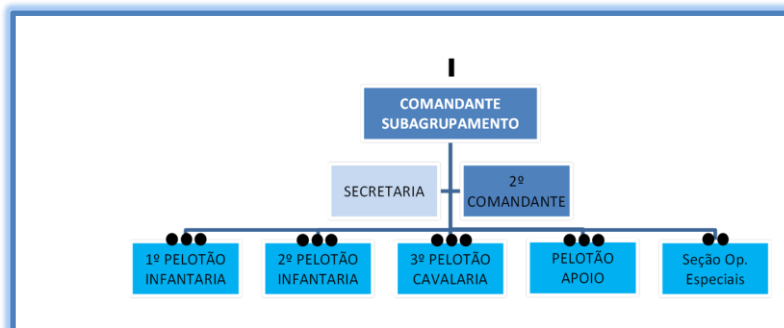 COMANDANTE
SUBAGRUPAMENTO
SECRETARIA
2º
COMANDANTE
1º PELOTÃO
INFANTARIA
2º PELOTÃO
INFANTARIA
3º PELOTÃO
CAVALARIA
PELOTÃO
APOIO
Seção Op.
Especiais